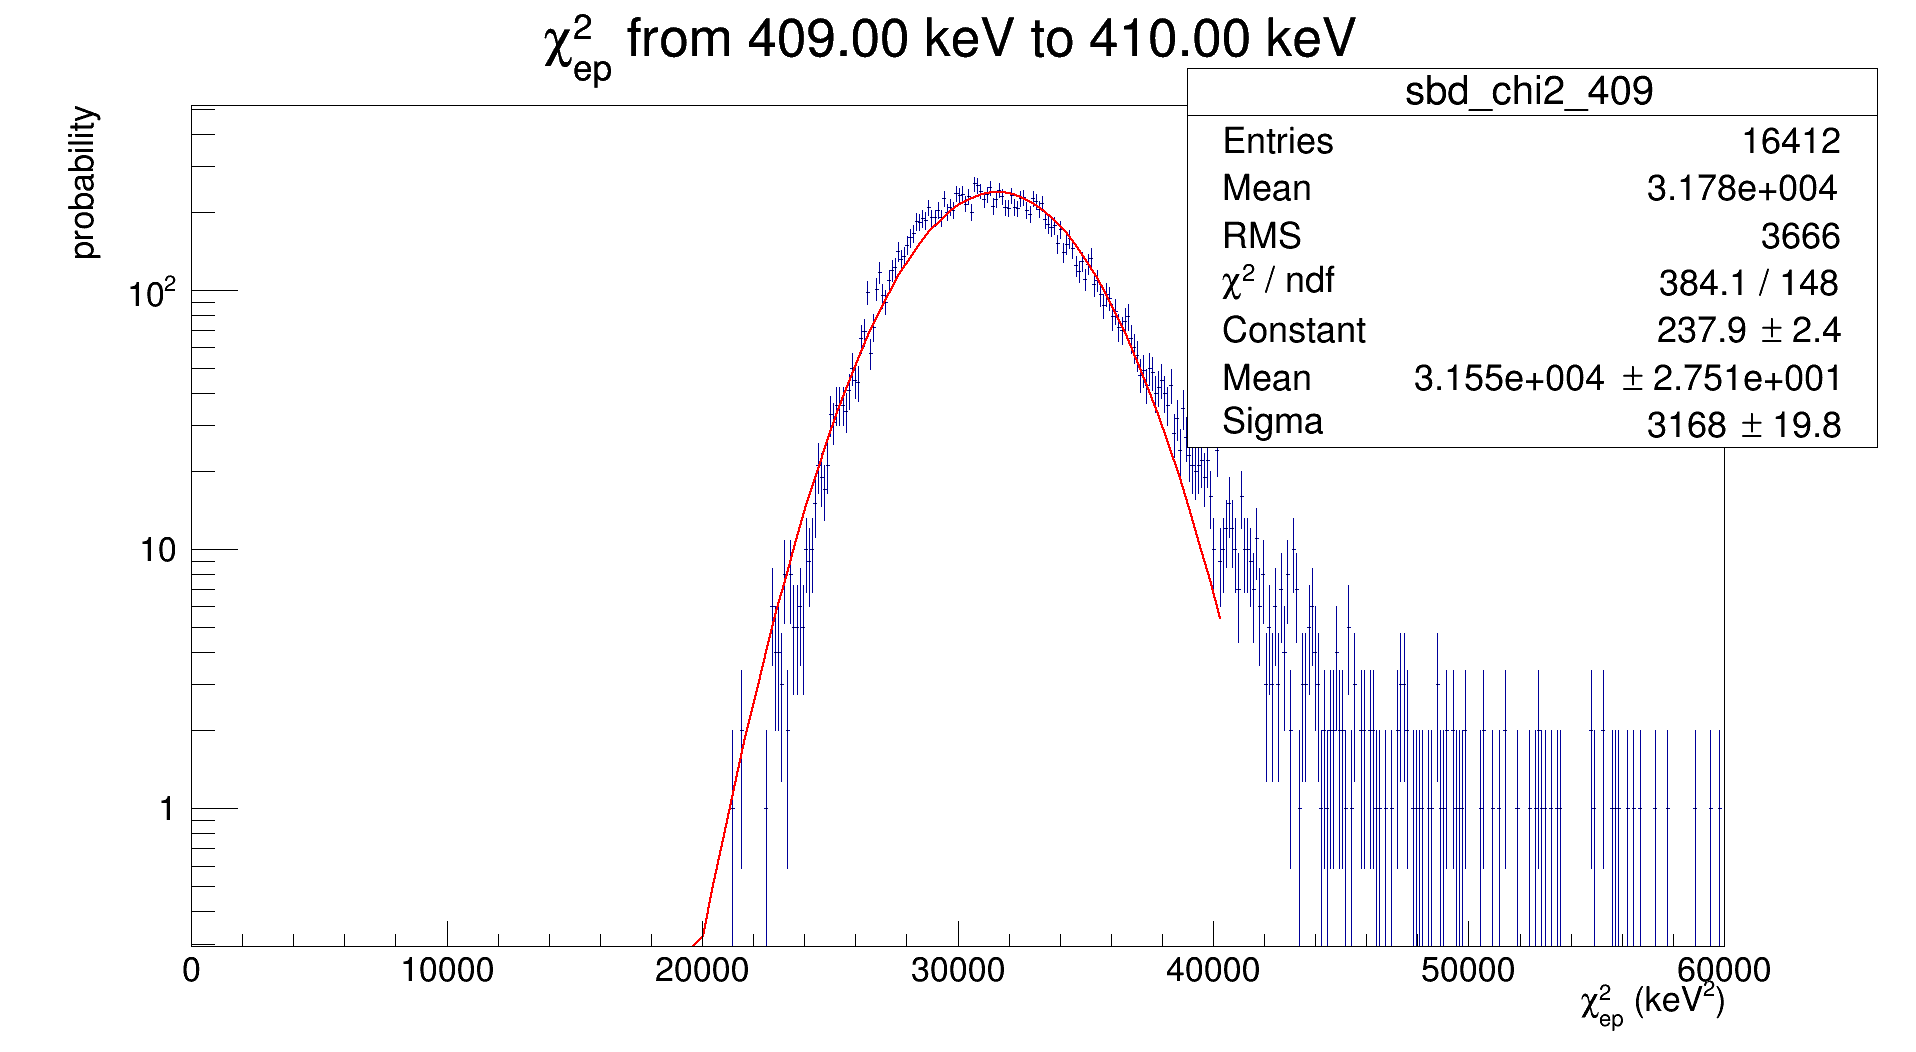 χ²ep from 409.00 keV to 410.00 keV
probability
sbd_chi2_409
Entries 16412
Mean 3.178e+004
RMS 3666
χ² / ndf 384.1 / 148
Constant 237.9 ± 2.4
Mean 3.155e+004 ± 2.751e+001
Sigma 3168 ± 19.8
10²
10
1
0 10000 20000 30000 40000 50000 60000
χ²ep (keV²)